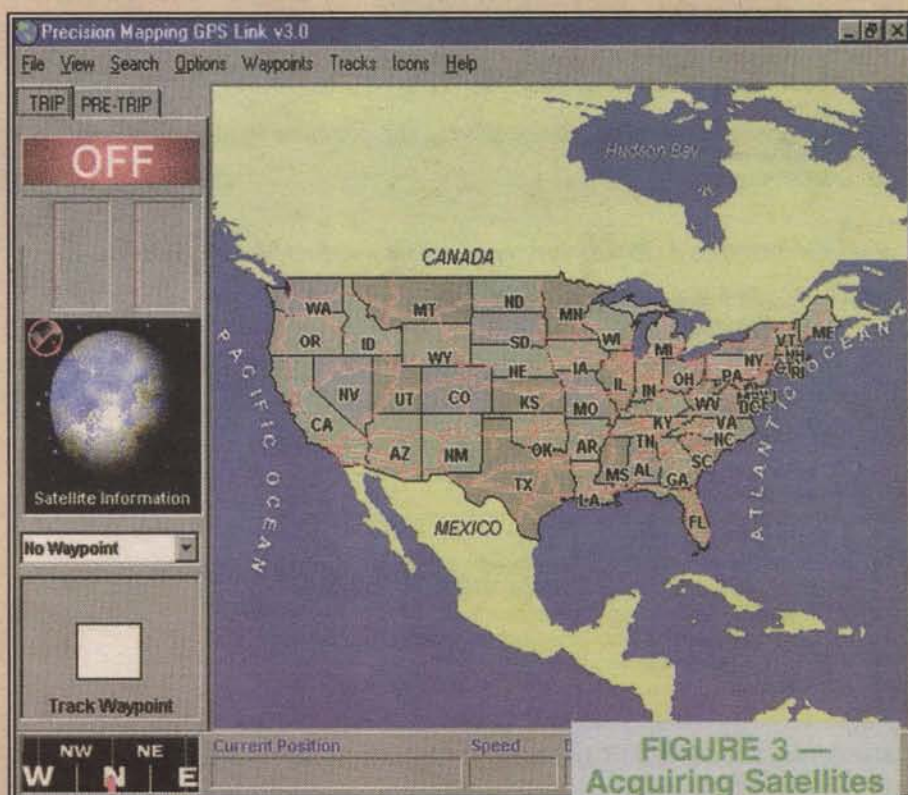 Precision Mapping GPS Link v3.0
File View Search Options Waypoints Tracks Icons Help
TRIP PRE-TRIP
OFF
Satellite Information
No Waypoint
Track Waypoint
NW NE
W N E
Hudson Bay
CANADA
PACIFIC OCEAN
ATLANTIC OCEAN
MEXICO
WA
MT
ND
MN
ME
OR
ID
SD
WI
MI
VT
NH
WY
NY
CT RI
NE
IA
PA
NV
UT
CO
IL
IN
OH
KS
MO
WV
DC
CA
KY
VA
AZ
NM
OK
AR
TN
NC
SC
TX
MS
AL
GA
LA
FL
Current Position
Speed
FIGURE 3 —
Acquiring Satellites